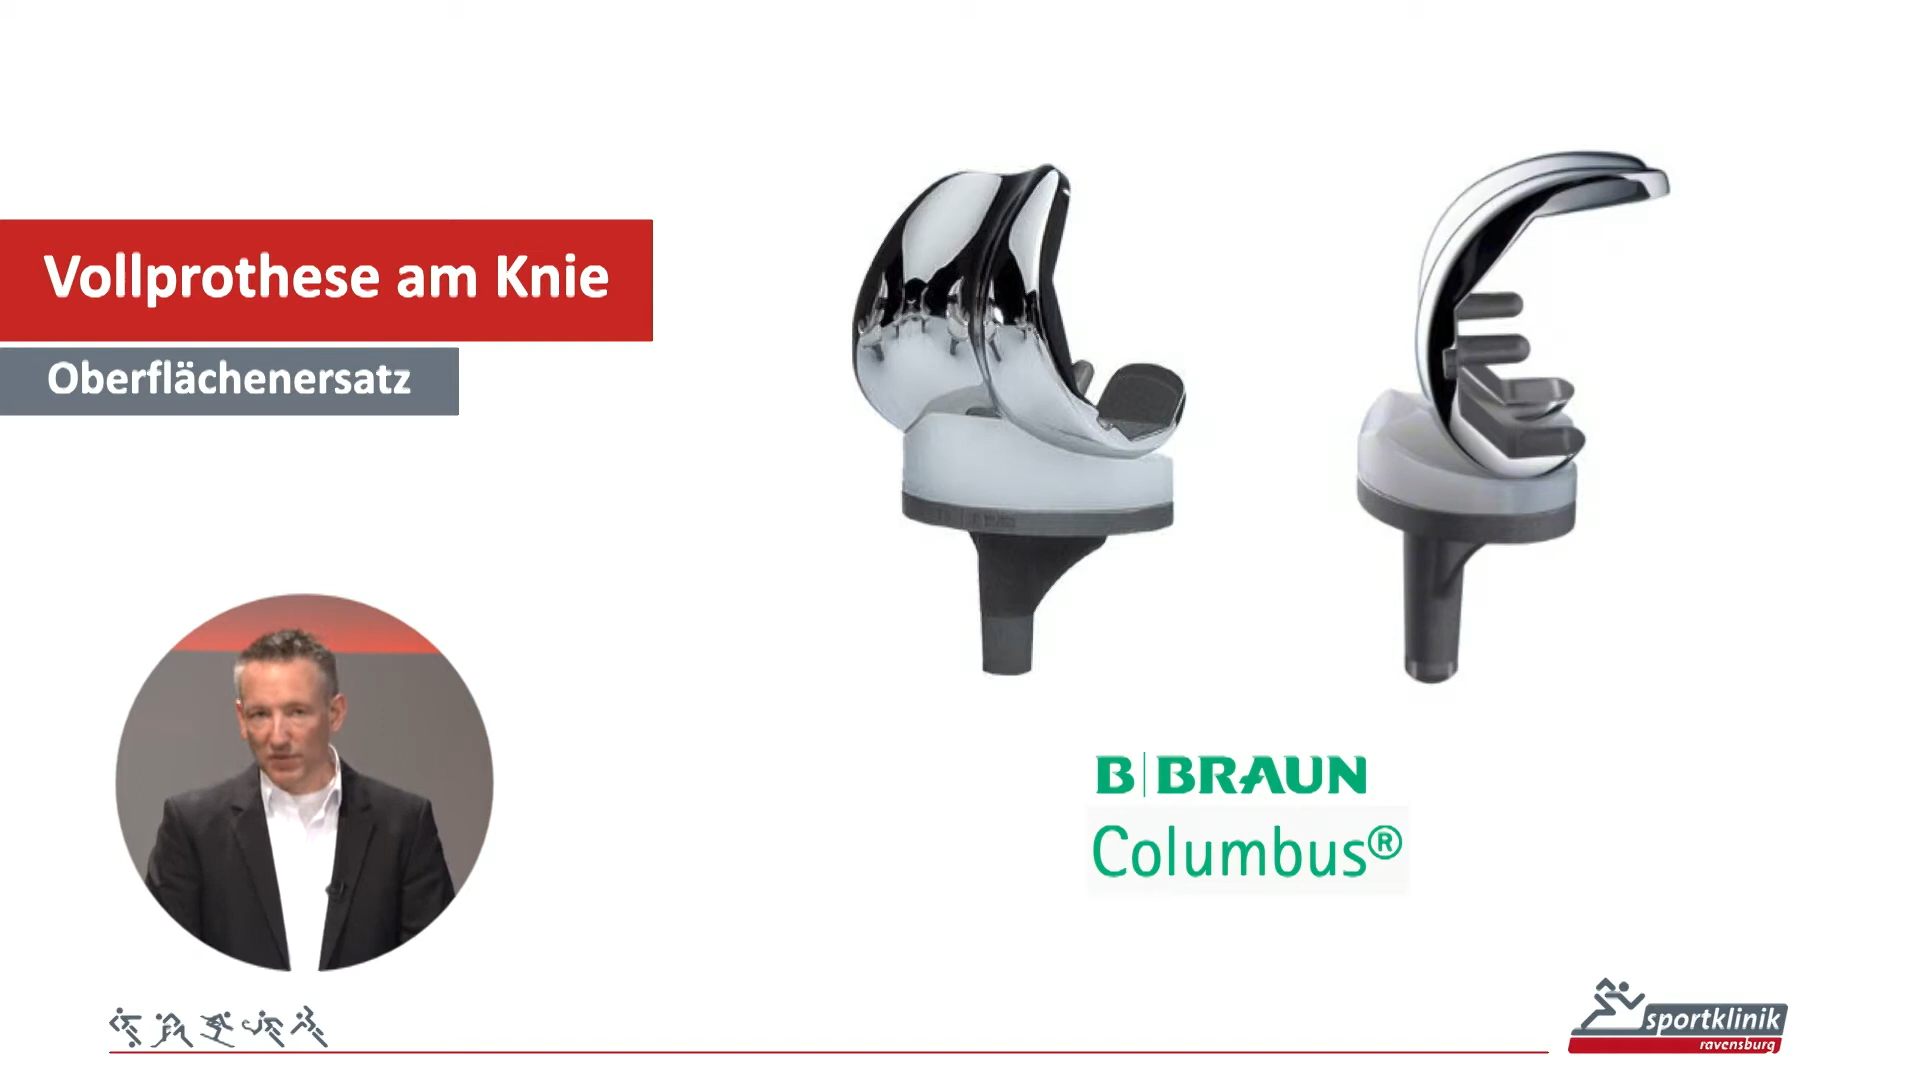 Vollprothese am Knie
Oberflächenersatz
B|BRAUN
Columbus®
sportklinik
ravensburg